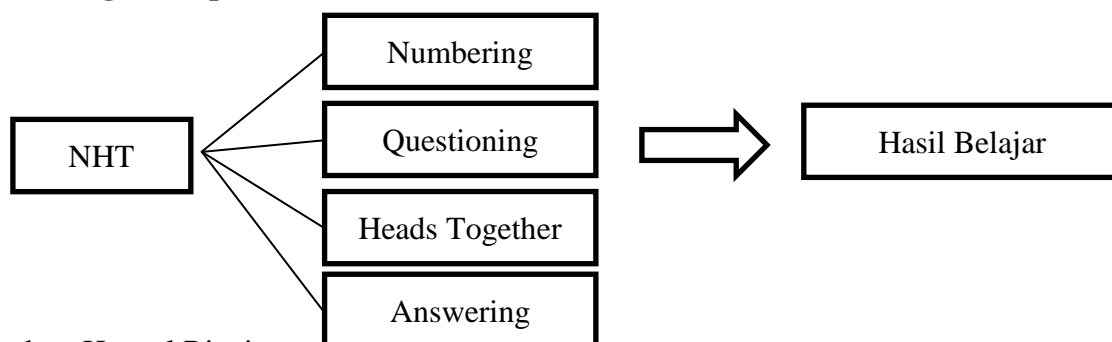 Numbering
NHT
Questioning
Heads Together
Answering
Hasil Belajar